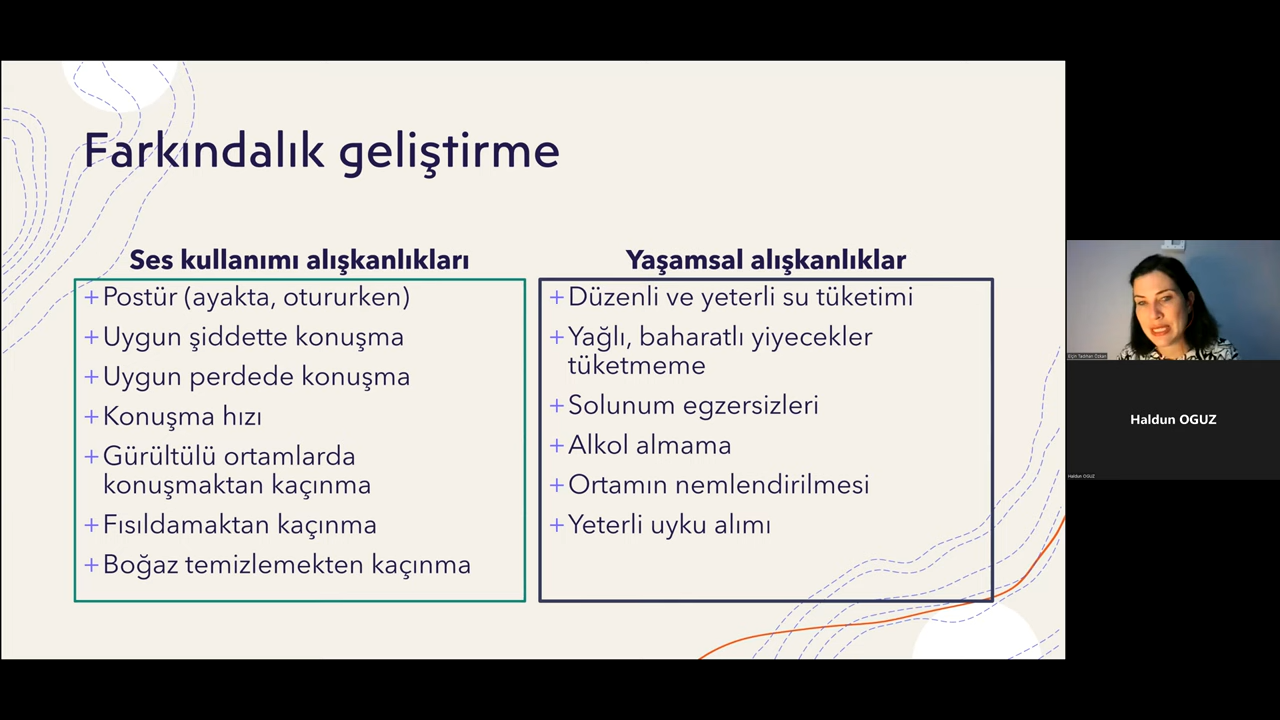 Farkındalık geliştirme
Ses kullanımı alışkanlıkları
+Postür (ayakta, otururken)
+Uygun şiddette konuşma
+Uygun perdede konuşma
+Konuşma hızı
+Gürültülü ortamlarda
konuşmaktan kaçınma
+Fısıldamaktan kaçınma
+Boğaz temizlemekten kaçınma
Yaşamsal alışkanlıklar
+Düzenli ve yeterli su tüketimi
+Yağlı, baharatlı yiyecekler
tüketmeme
+Solunum egzersizleri
+Alkol almama
+Ortamın nemlendirilmesi
+Yeterli uyku alımı
Haldun OGUZ
Haldun OGUZ